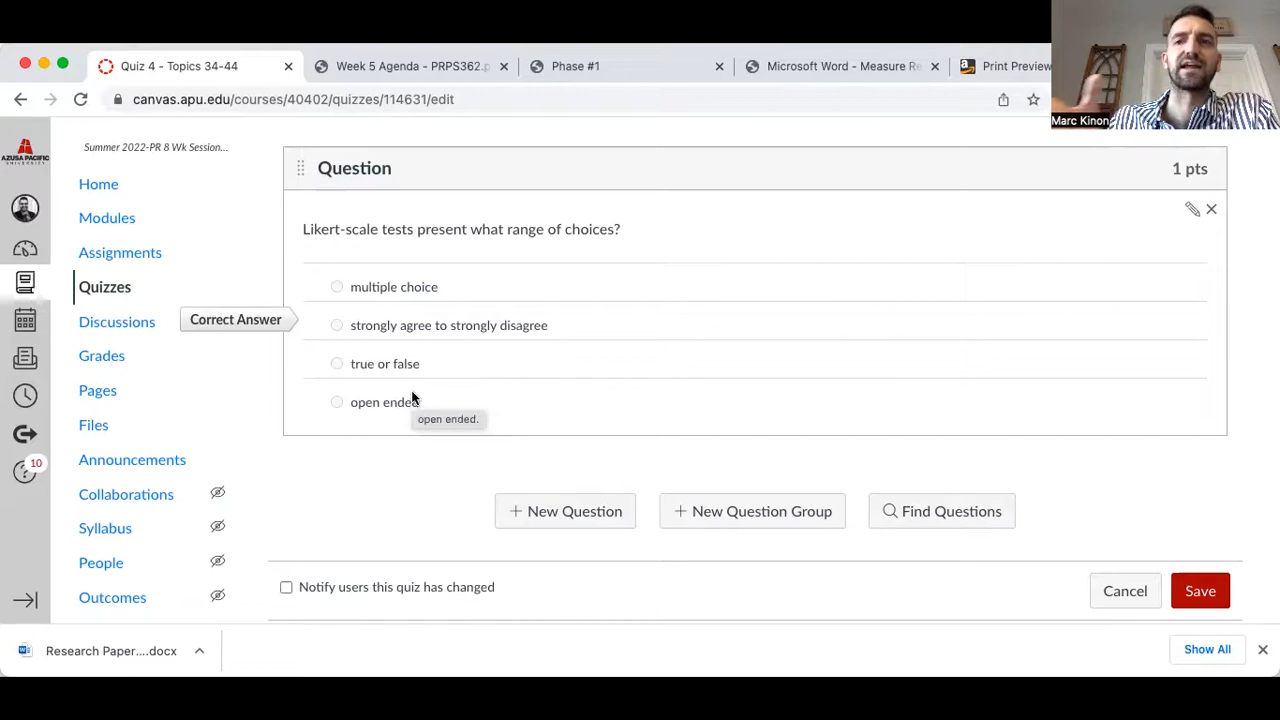 Quiz 4 - Topics 34-44
Week 5 Agenda - PRPS362.p
Phase #1
Microsoft Word - Measure Re
Print Preview
canvas.apu.edu/courses/40402/quizzes/114631/edit
Marc Kinon
AZUSA PACIFIC
UNIVERSITY
Summer 2022-PR 8 Wk Session...
Home
Modules
Assignments
Quizzes
Discussions
Grades
Pages
Files
Announcements
Collaborations
Syllabus
People
Outcomes
10
Question
1 pts
Likert-scale tests present what range of choices?
multiple choice
Correct Answer
strongly agree to strongly disagree
true or false
open ended
open ended.
+ New Question
+ New Question Group
Find Questions
Notify users this quiz has changed
Cancel
Save
Research Paper....docx
Show All